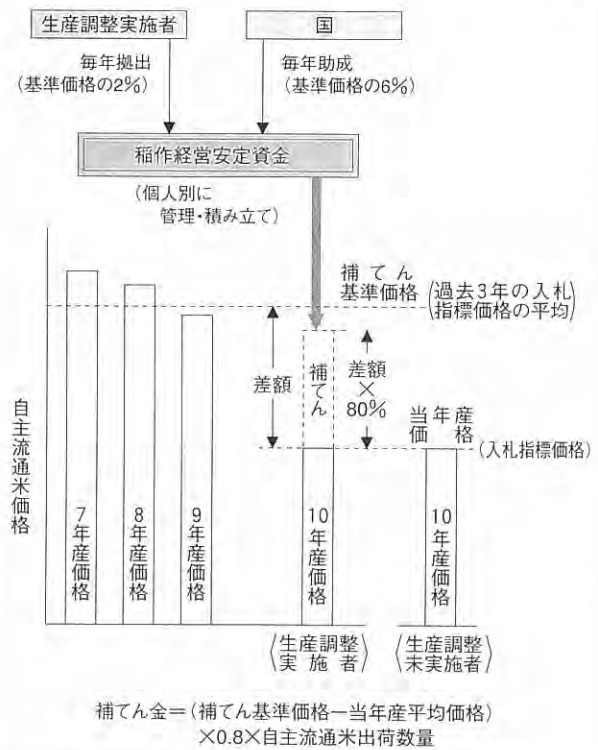 生産調整実施者
国
毎年拠出
(基準価格の2%)
毎年助成
(基準価格の6%)
稲作経営安定資金
(個人別に
管理・積み立て)
補てん
基準価格
(過去3年の入札
指標価格の平均)
差額
補てん
差額
×
80%
当年産
価格
(入札指標価格)
自主流通米価格
7年産価格
8年産価格
9年産価格
10年産価格
10年産価格
〈生産調整
実施者〉
〈生産調整
未実施者〉
補てん金=(補てん基準価格ー当年産平均価格)
×0.8×自主流通米出荷数量